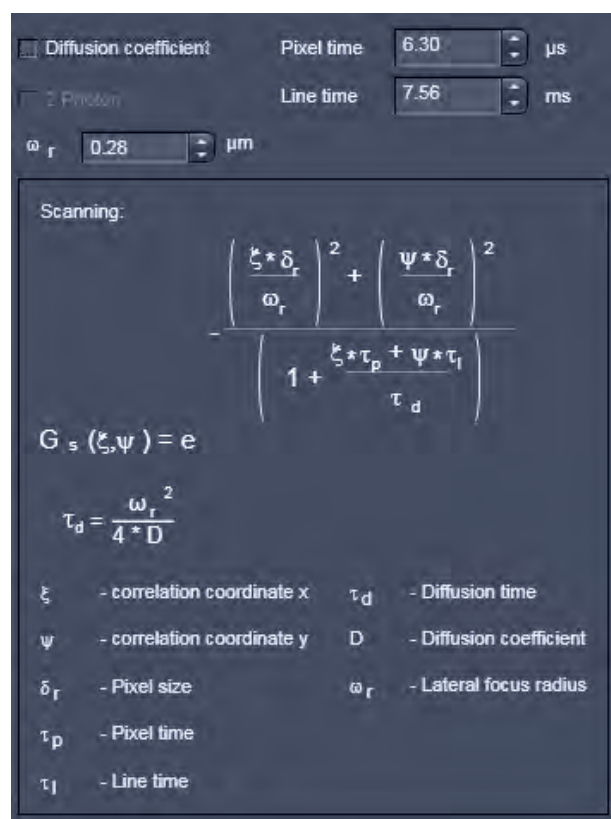 Diffusion coefficient Pixel time 6.30 µs
2 Photon Line time 7.56 ms
ω r 0.28 µm
Scanning:
- ( ξ * δr / ωr )2 + ( ψ * δr / ωr )2
( 1 + ξ*τp + ψ*τl / τ d )
G s (ξ,ψ ) = e
τd = ωr 2 / 4 * D
ξ - correlation coordinate x τd - Diffusion time
ψ - correlation coordinate y D - Diffusion coefficient
δr - Pixel size ωr - Lateral focus radius
τp - Pixel time
τl - Line time